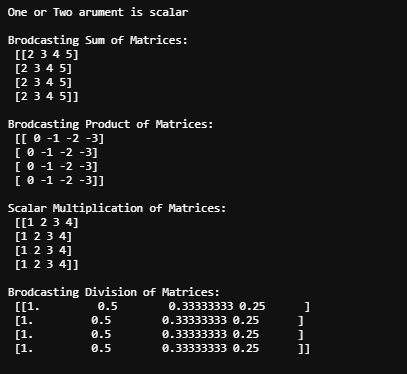 One or Two arument is scalar

Brodcasting Sum of Matrices:
 [[2 3 4 5]
 [2 3 4 5]
 [2 3 4 5]
 [2 3 4 5]]

Brodcasting Product of Matrices:
 [[ 0 -1 -2 -3]
 [ 0 -1 -2 -3]
 [ 0 -1 -2 -3]
 [ 0 -1 -2 -3]]

Scalar Multiplication of Matrices:
 [[1 2 3 4]
 [1 2 3 4]
 [1 2 3 4]
 [1 2 3 4]]

Brodcasting Division of Matrices:
 [[1.         0.5        0.33333333 0.25      ]
 [1.         0.5        0.33333333 0.25      ]
 [1.         0.5        0.33333333 0.25      ]
 [1.         0.5        0.33333333 0.25      ]]